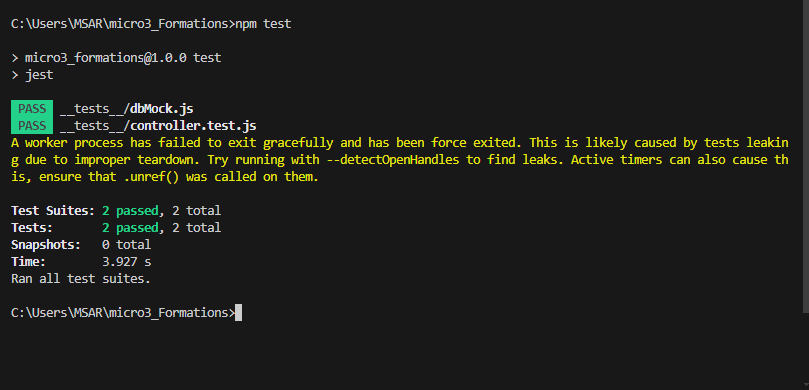 C:\Users\MSAR\micro3_Formations>npm test
> micro3_formations@1.0.0 test
> jest
PASS __tests__/dbMock.js
PASS __tests__/controller.test.js
A worker process has failed to exit gracefully and has been force exited. This is likely caused by tests leakin
g due to improper teardown. Try running with --detectOpenHandles to find leaks. Active timers can also cause th
is, ensure that .unref() was called on them.
Test Suites: 2 passed, 2 total
Tests: 2 passed, 2 total
Snapshots: 0 total
Time: 3.927 s
Ran all test suites.
C:\Users\MSAR\micro3_Formations>